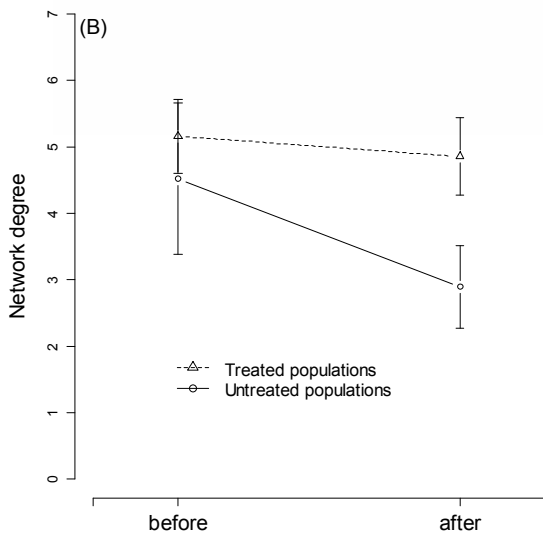 (B)
7
6
5
4
3
2
1
0
Network degree
Treated populations
Untreated populations
before
after